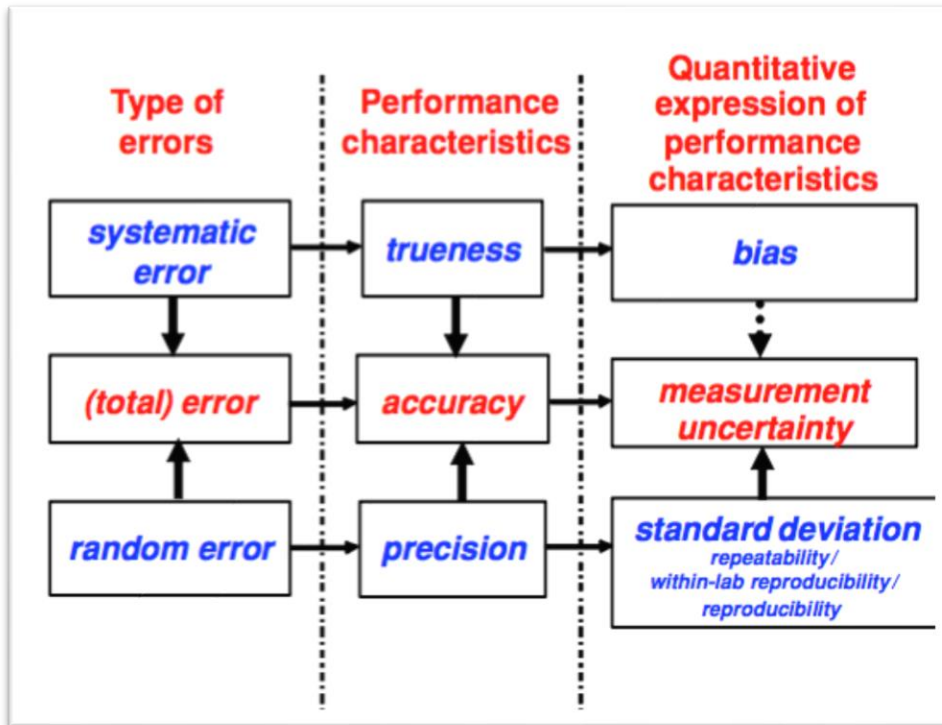 Type of
errors
Performance
characteristics
Quantitative
expression of
performance
characteristics
systematic
error
trueness
bias
(total) error
accuracy
measurement
uncertainty
random error
precision
standard deviation
repeatability/
within-lab reproducibility/
reproducibility